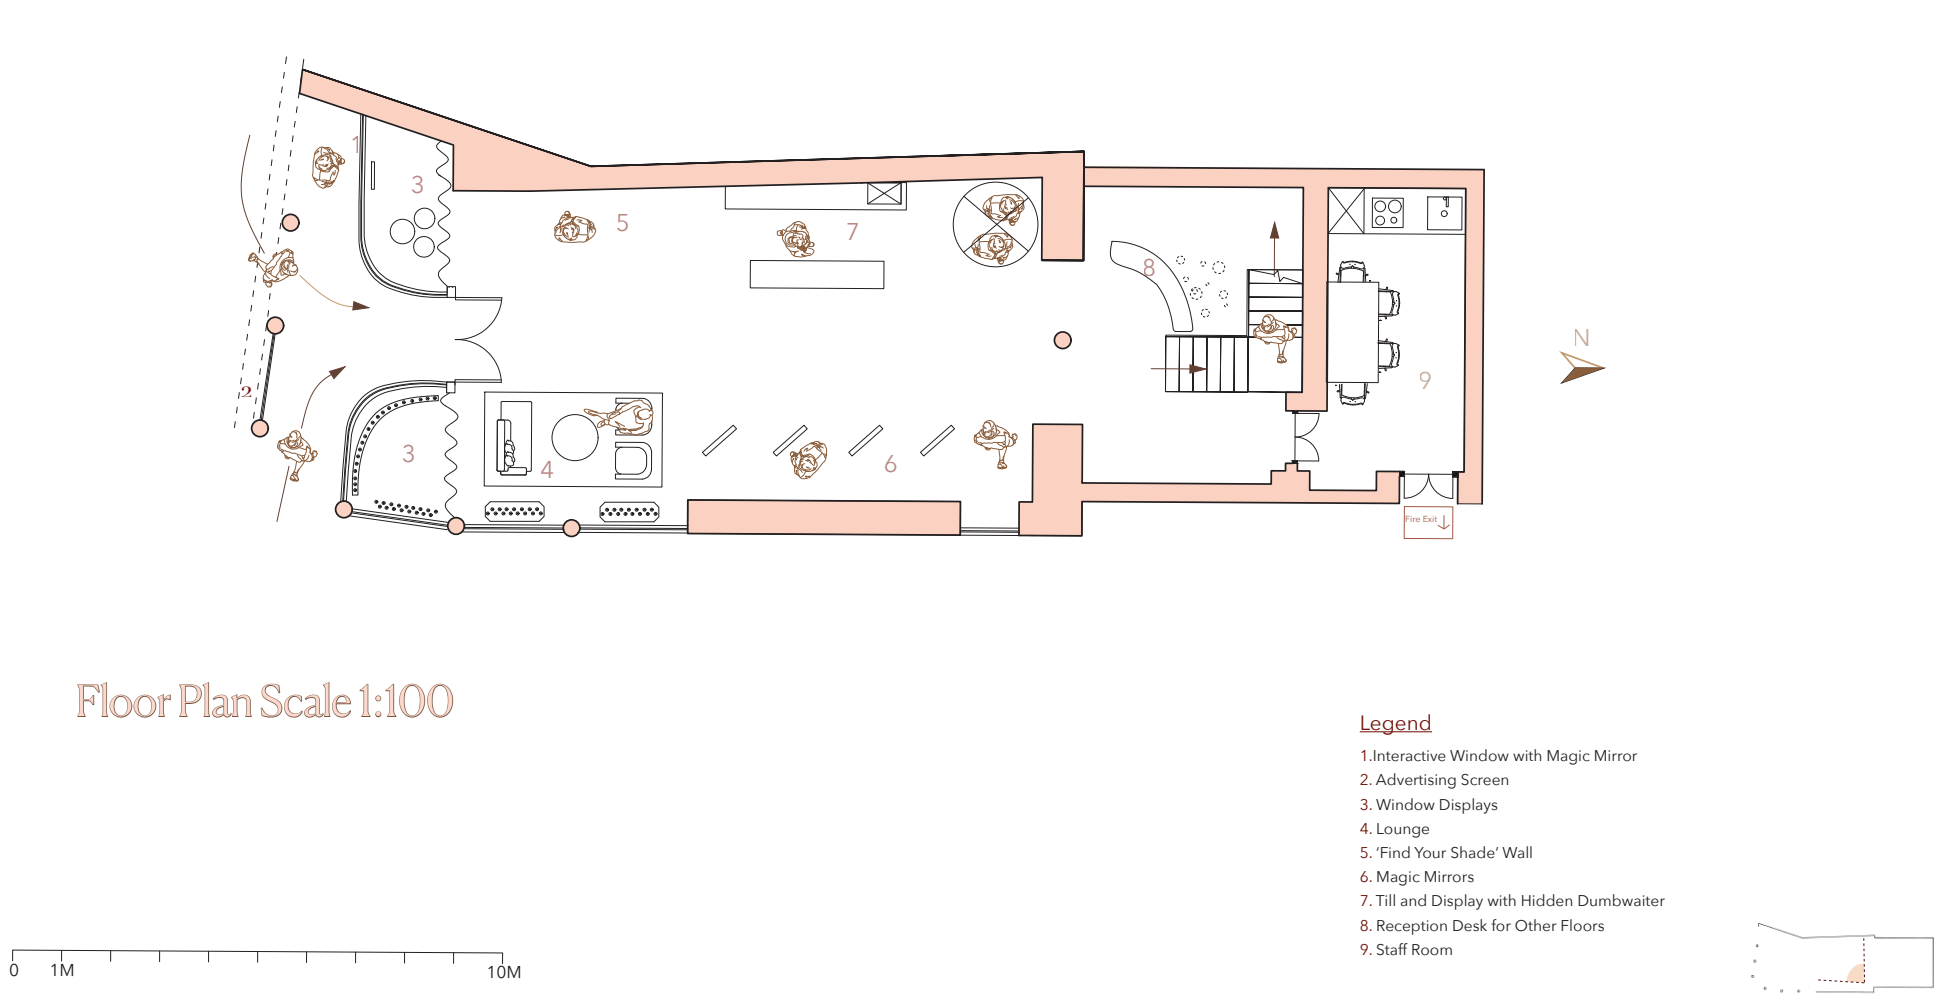 1
3
5
7
8
N
2
3
4
6
9
Fire Exit
Floor Plan Scale 1:100
Legend
1.Interactive Window with Magic Mirror
2. Advertising Screen
3. Window Displays
4. Lounge
5. ‘Find Your Shade’ Wall
6. Magic Mirrors
7. Till and Display with Hidden Dumbwaiter
8. Reception Desk for Other Floors
9. Staff Room
0 1M 10M